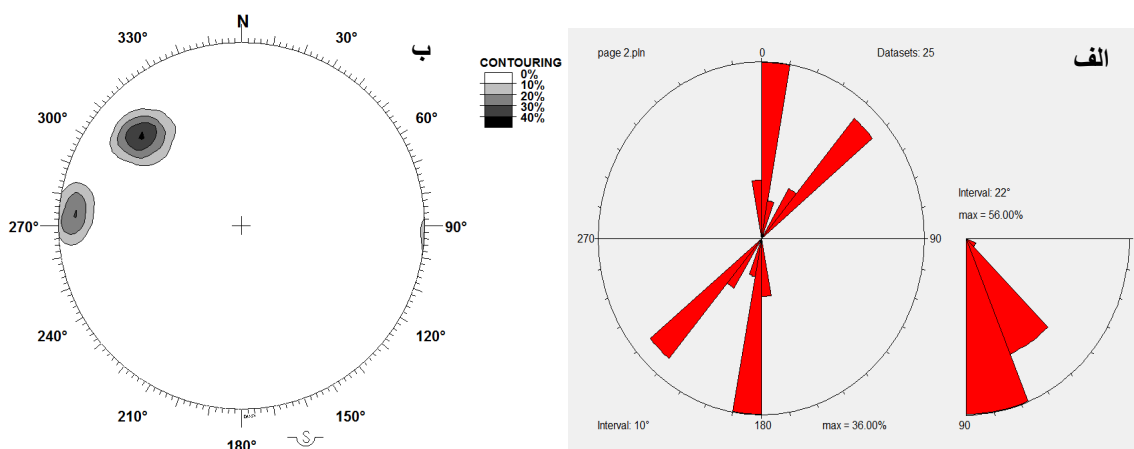 ب
N
330°
30°
300°
60°
270°
90°
240°
120°
210°
150°
180°
S
CONTOURING
0%
10%
20%
30%
40%
الف
page 2.pln
0
Datasets: 25
270
90
Interval: 22°
max = 56.00%
Interval: 10°
180
max = 36.00%
90